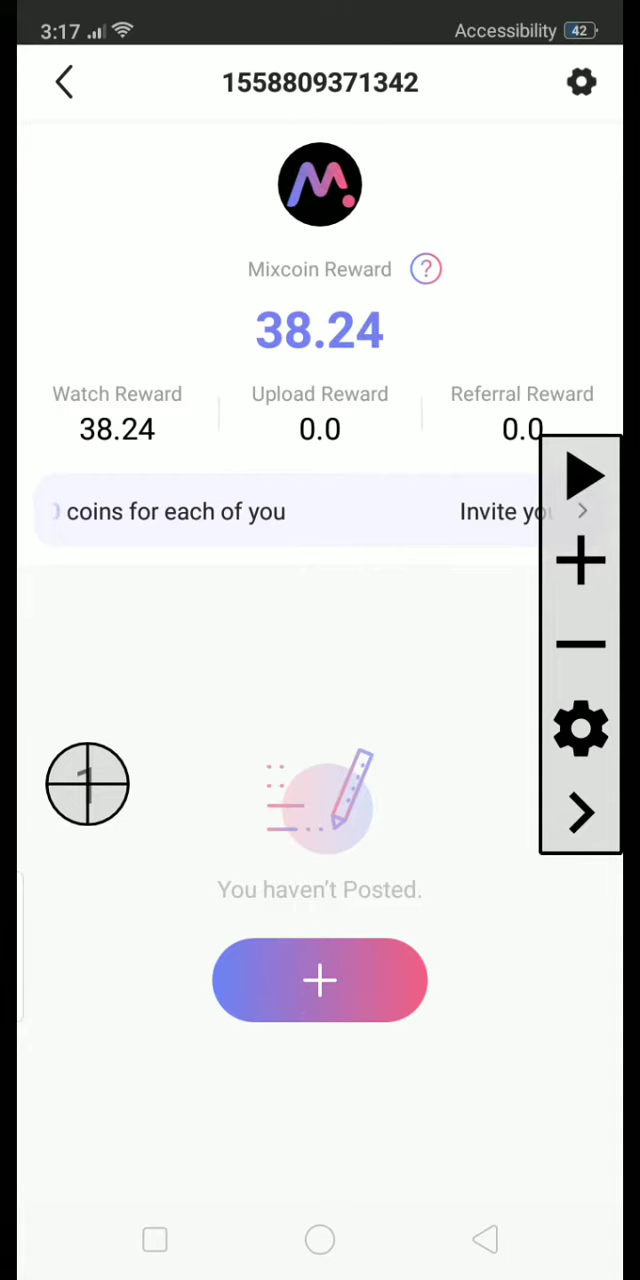 3:17 Accessibility 42
1558809371342
Mixcoin Reward ?
38.24
Watch Reward Upload Reward Referral Reward
38.24 0.0 0.0
coins for each of you Invite
1
You haven't Posted.